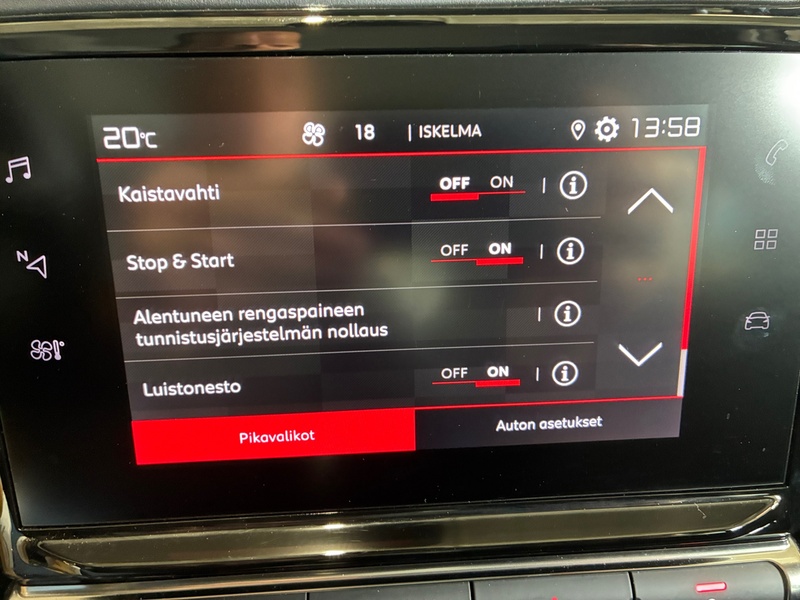 20°C 18 | ISKELMA 13:58
Kaistavahti OFF ON | i
Stop & Start OFF ON | i
Alentuneen rengaspaineen
tunnistusjärjestelmän nollaus | i
Luistonesto OFF ON | i
Pikavalikot Auton asetukset
N